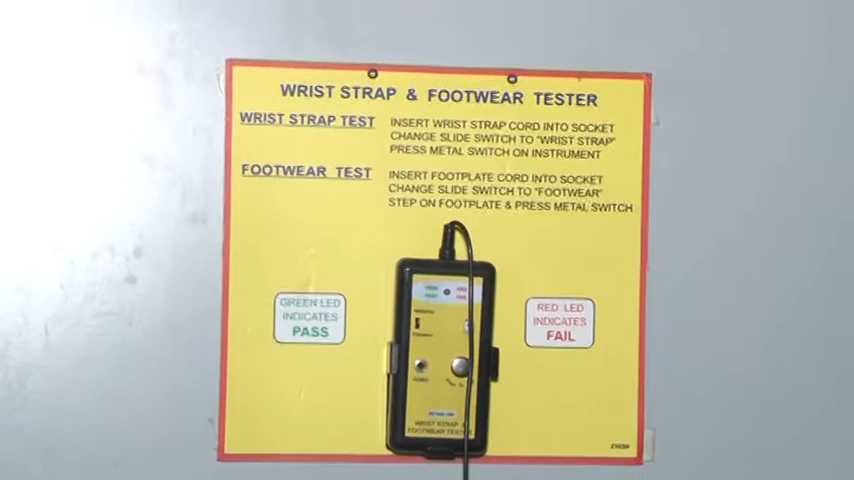 WRIST STRAP & FOOTWEAR TESTER
WRIST STRAP TEST
INSERT WRIST STRAP CORD INTO SOCKET
CHANGE SLIDE SWITCH TO "WRIST STRAP"
PRESS METAL SWITCH ON INSTRUMENT
FOOTWEAR TEST
INSERT FOOTPLATE CORD INTO SOCKET
CHANGE SLIDE SWITCH TO "FOOTWEAR"
STEP ON FOOTPLATE & PRESS METAL SWITCH
GREEN LED
INDICATES
PASS
RED LED
INDICATES
FAIL
CORD
WRIST STRAP &
FOOTWEAR TESTER